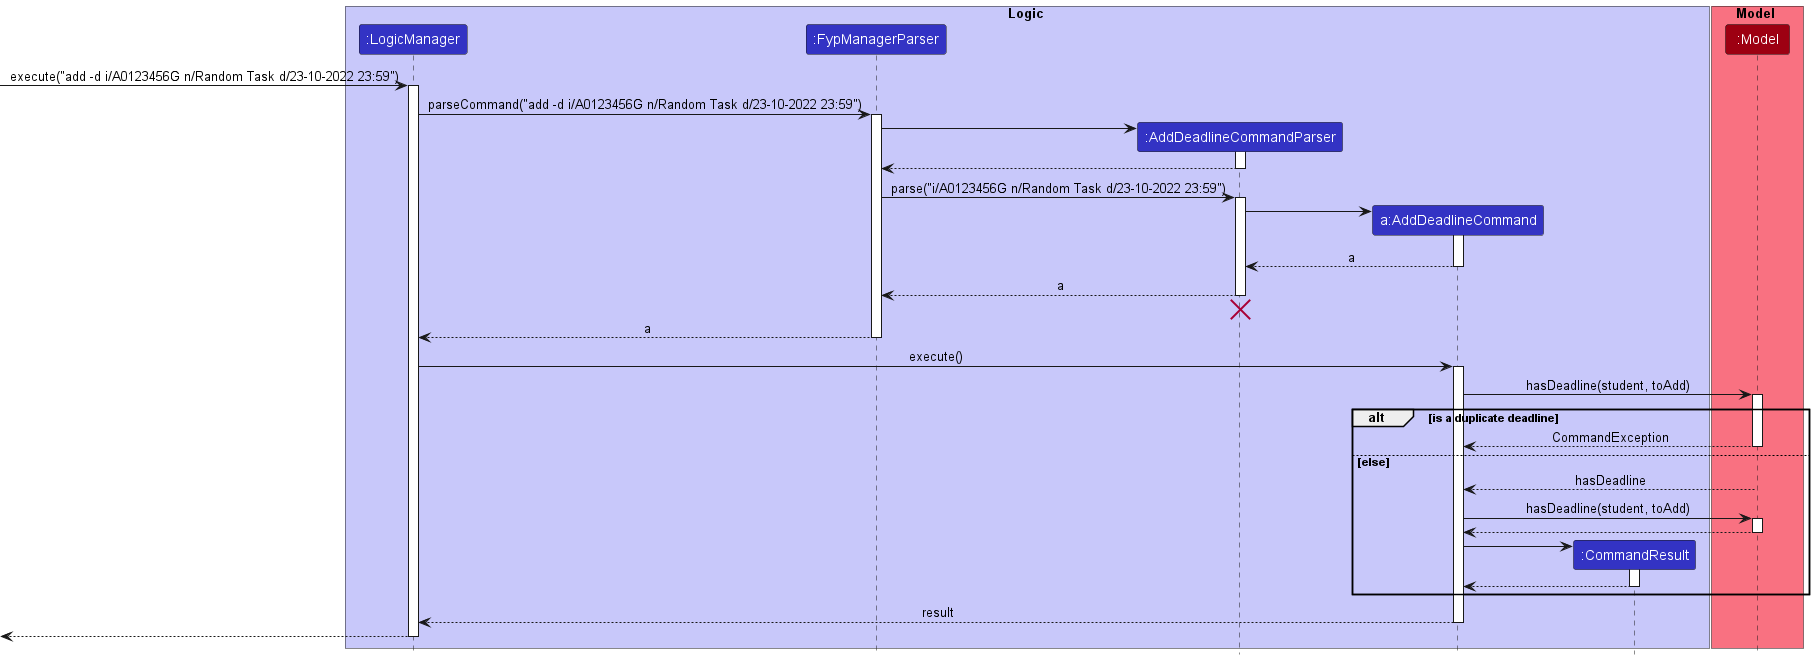 Logic
Model
:LogicManager
:FypManagerParser
:Model
execute("add -d i/A0123456G n/Random Task d/23-10-2022 23:59")
parseCommand("add -d i/A0123456G n/Random Task d/23-10-2022 23:59")
:AddDeadlineCommandParser
parse("i/A0123456G n/Random Task d/23-10-2022 23:59")
a:AddDeadlineCommand
a
a
a
execute()
hasDeadline(student, toAdd)
alt [is a duplicate deadline]
CommandException
[else]
hasDeadline
hasDeadline(student, toAdd)
:CommandResult
result